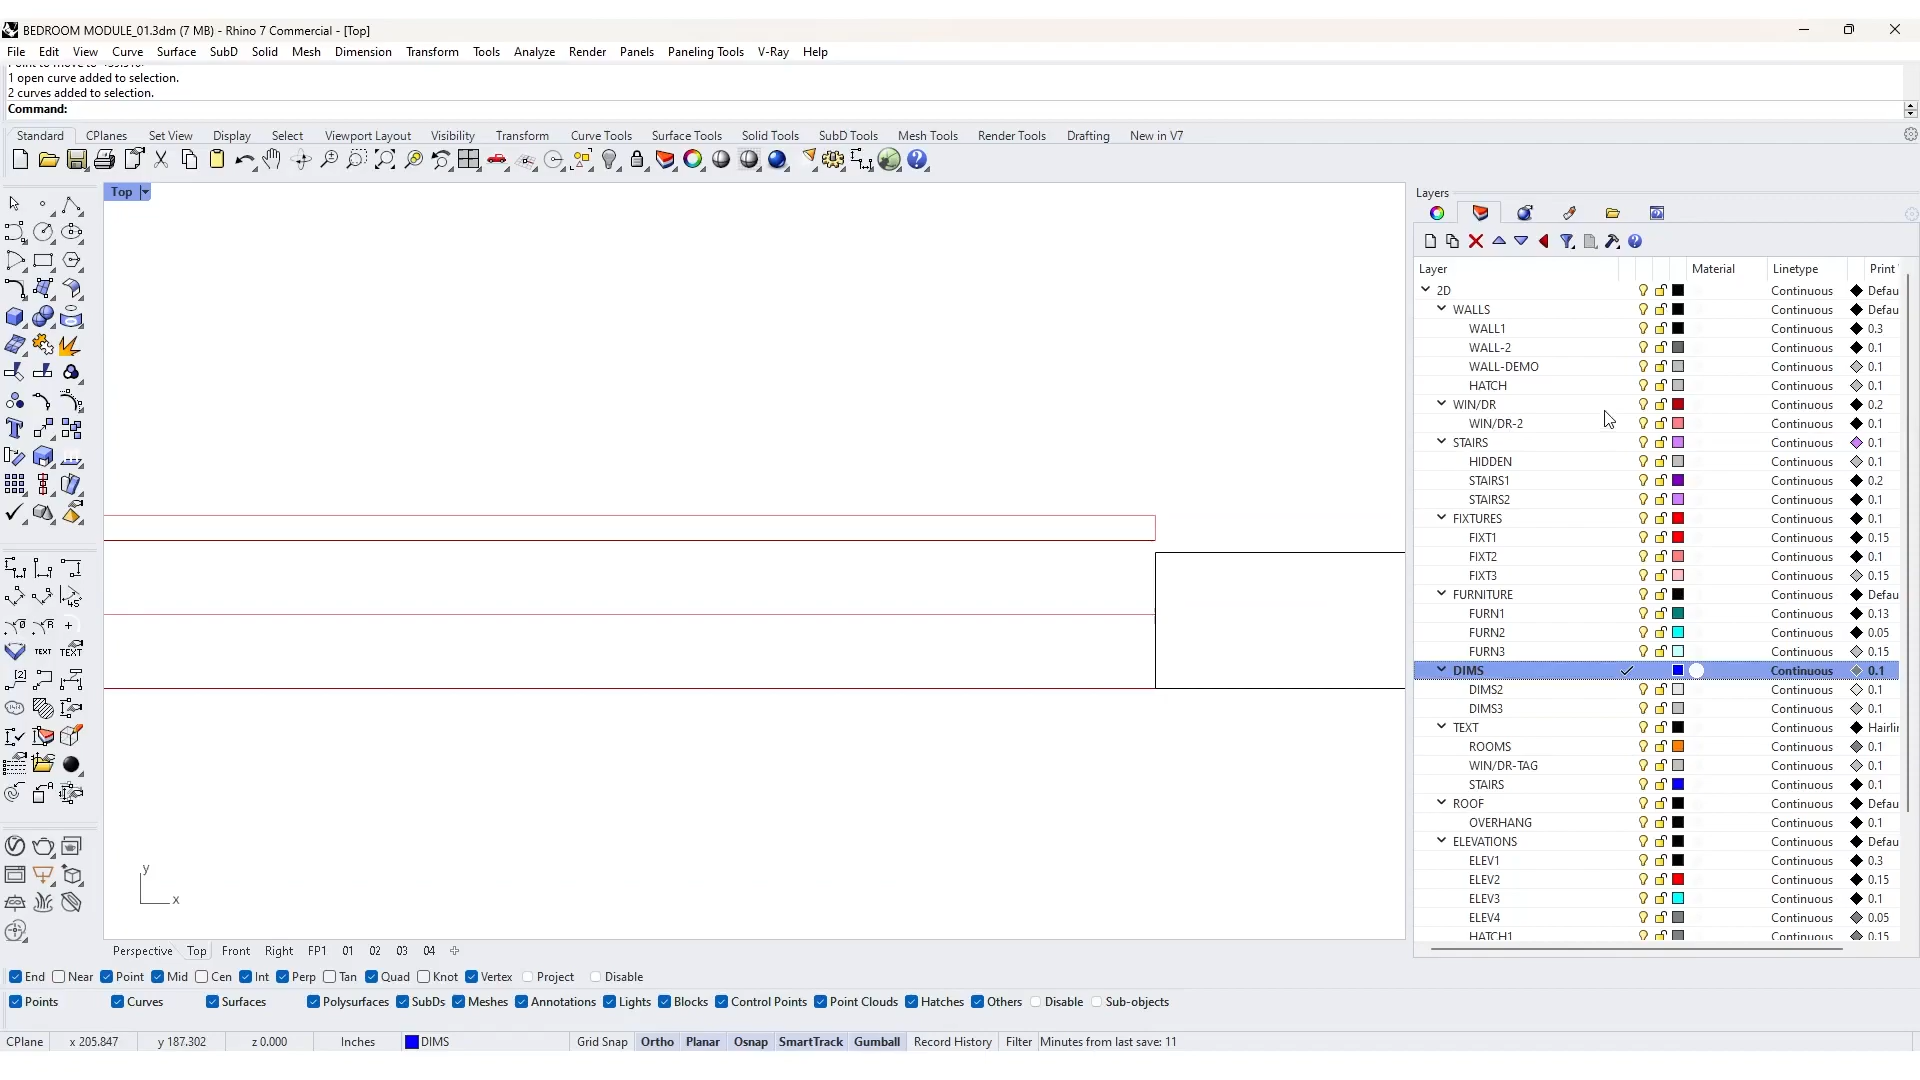 BEDROOM MODULE_01.3dm (7 MB) - Rhino 7 Commercial - [Top]
File Edit View Curve Surface SubD Solid Mesh Dimension Transform Tools Analyze Render Panels Paneling Tools V-Ray Help
1 open curve added to selection.
2 curves added to selection.
Command:
Standard CPlanes Set View Display Select Viewport Layout Visibility Transform Curve Tools Surface Tools Solid Tools SubD Tools Mesh Tools Render Tools Drafting New in V7
Top
Layers
Layer Material Linetype Print
2D Continuous Defau
WALLS Continuous Defau
WALL1 Continuous 0.3
WALL-2 Continuous 0.1
WALL-DEMO Continuous 0.1
HATCH Continuous 0.1
WIN/DR Continuous 0.2
WIN/DR-2 Continuous 0.1
STAIRS Continuous 0.1
HIDDEN Continuous 0.1
STAIRS1 Continuous 0.2
STAIRS2 Continuous 0.1
FIXTURES Continuous 0.1
FIXT1 Continuous 0.15
FIXT2 Continuous 0.1
FIXT3 Continuous 0.15
FURNITURE Continuous Defau
FURN1 Continuous 0.13
FURN2 Continuous 0.05
FURN3 Continuous 0.15
DIMS Continuous 0.1
DIMS2 Continuous 0.1
DIMS3 Continuous 0.1
TEXT Continuous Hairli
ROOMS Continuous 0.1
WIN/DR-TAG Continuous 0.1
STAIRS Continuous 0.1
ROOF Continuous Defau
OVERHANG Continuous 0.1
ELEVATIONS Continuous Defau
ELEV1 Continuous 0.3
ELEV2 Continuous 0.15
ELEV3 Continuous 0.1
ELEV4 Continuous 0.05
HATCH1 Continuous 0.15
y
x
Perspective Top Front Right FP1 01 02 03 04
End Near Point Mid Cen Int Perp Tan Quad Knot Vertex Project Disable
Points Curves Surfaces Polysurfaces SubDs Meshes Annotations Lights Blocks Control Points Point Clouds Hatches Others Disable Sub-objects
CPlane x 205.847 y 187.302 z 0.000 Inches DIMS Grid Snap Ortho Planar Osnap SmartTrack Gumball Record History Filter Minutes from last save: 11